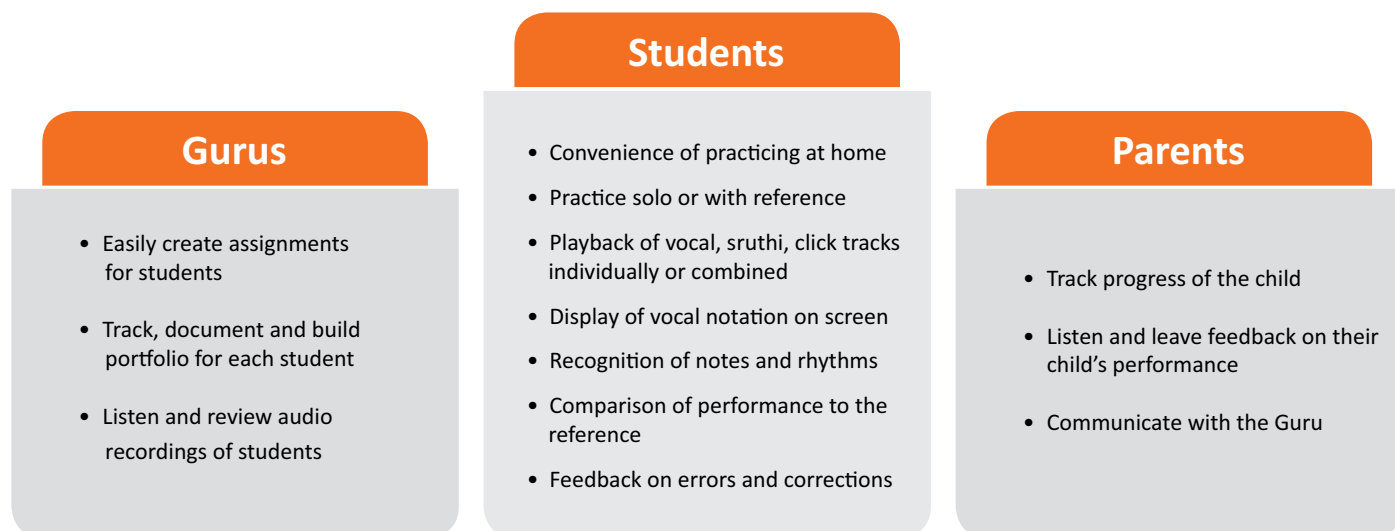 Gurus
• Easily create assignments
for students
• Track, document and build
portfolio for each student
• Listen and review audio
recordings of students
Students
• Convenience of practicing at home
• Practice solo or with reference
• Playback of vocal, sruthi, click tracks
individually or combined
• Display of vocal notation on screen
• Recognition of notes and rhythms
• Comparison of performance to the
reference
• Feedback on errors and corrections
Parents
• Track progress of the child
• Listen and leave feedback on their
child’s performance
• Communicate with the Guru